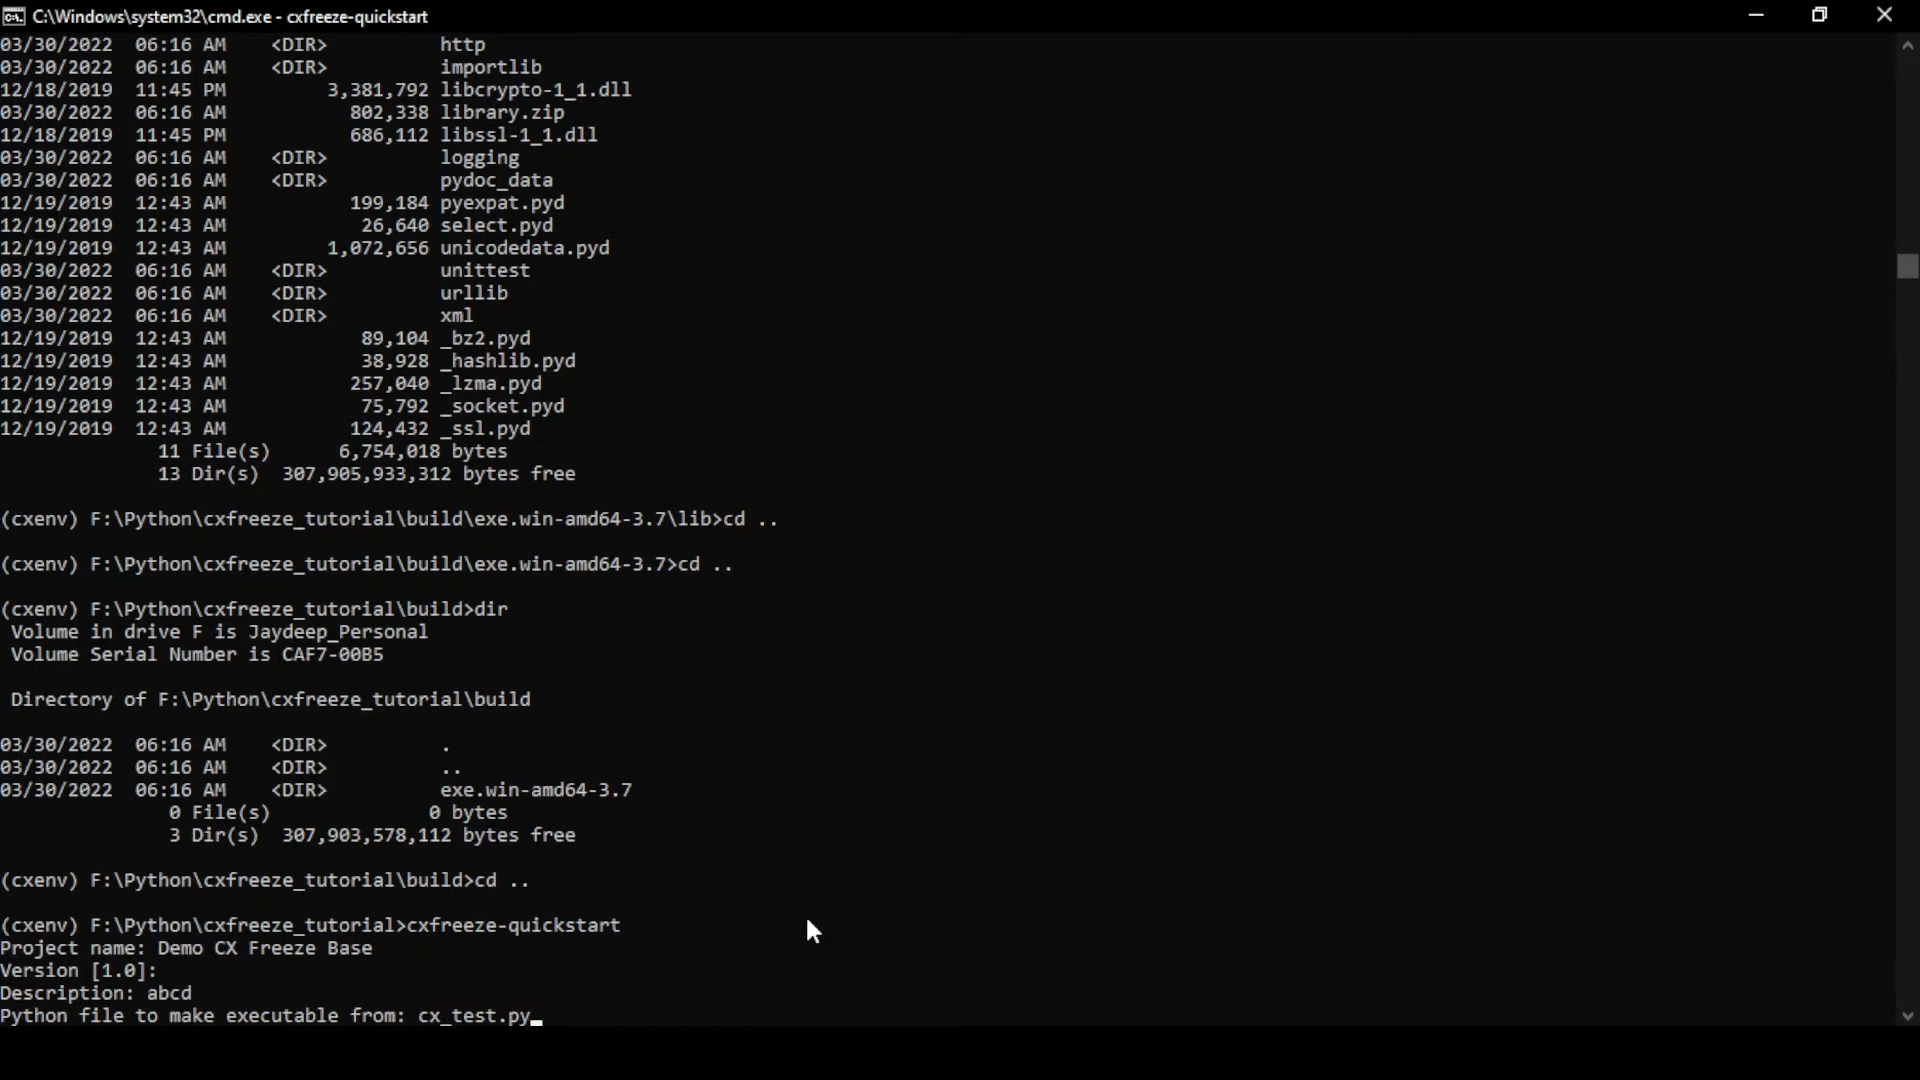 C:\Windows\system32\cmd.exe - cxfreeze-quickstart
03/30/2022  06:16 AM    <DIR>          http
03/30/2022  06:16 AM    <DIR>          importlib
12/18/2019  11:45 PM         3,381,792 libcrypto-1_1.dll
03/30/2022  06:16 AM           802,338 library.zip
12/18/2019  11:45 PM           686,112 libssl-1_1.dll
03/30/2022  06:16 AM    <DIR>          logging
03/30/2022  06:16 AM    <DIR>          pydoc_data
12/19/2019  12:43 AM           199,184 pyexpat.pyd
12/19/2019  12:43 AM            26,640 select.pyd
12/19/2019  12:43 AM         1,072,656 unicodedata.pyd
03/30/2022  06:16 AM    <DIR>          unittest
03/30/2022  06:16 AM    <DIR>          urllib
03/30/2022  06:16 AM    <DIR>          xml
12/19/2019  12:43 AM            89,104 _bz2.pyd
12/19/2019  12:43 AM            38,928 _hashlib.pyd
12/19/2019  12:43 AM           257,040 _lzma.pyd
12/19/2019  12:43 AM            75,792 _socket.pyd
12/19/2019  12:43 AM           124,432 _ssl.pyd
              11 File(s)      6,754,018 bytes
              13 Dir(s)  307,905,933,312 bytes free
(cxenv) F:\Python\cxfreeze_tutorial\build\exe.win-amd64-3.7\lib>cd ..
(cxenv) F:\Python\cxfreeze_tutorial\build\exe.win-amd64-3.7>cd ..
(cxenv) F:\Python\cxfreeze_tutorial\build>dir
 Volume in drive F is Jaydeep_Personal
 Volume Serial Number is CAF7-00B5
 Directory of F:\Python\cxfreeze_tutorial\build
03/30/2022  06:16 AM    <DIR>          .
03/30/2022  06:16 AM    <DIR>          ..
03/30/2022  06:16 AM    <DIR>          exe.win-amd64-3.7
               0 File(s)              0 bytes
               3 Dir(s)  307,903,578,112 bytes free
(cxenv) F:\Python\cxfreeze_tutorial\build>cd ..
(cxenv) F:\Python\cxfreeze_tutorial>cxfreeze-quickstart
Project name: Demo CX Freeze Base
Version [1.0]:
Description: abcd
Python file to make executable from: cx_test.py